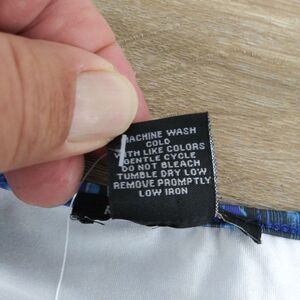 MACHINE WASH
COLD
WITH LIKE COLORS
GENTLE CYCLE
DO NOT BLEACH
TUMBLE DRY LOW
REMOVE PROMPTLY
LOW IRON